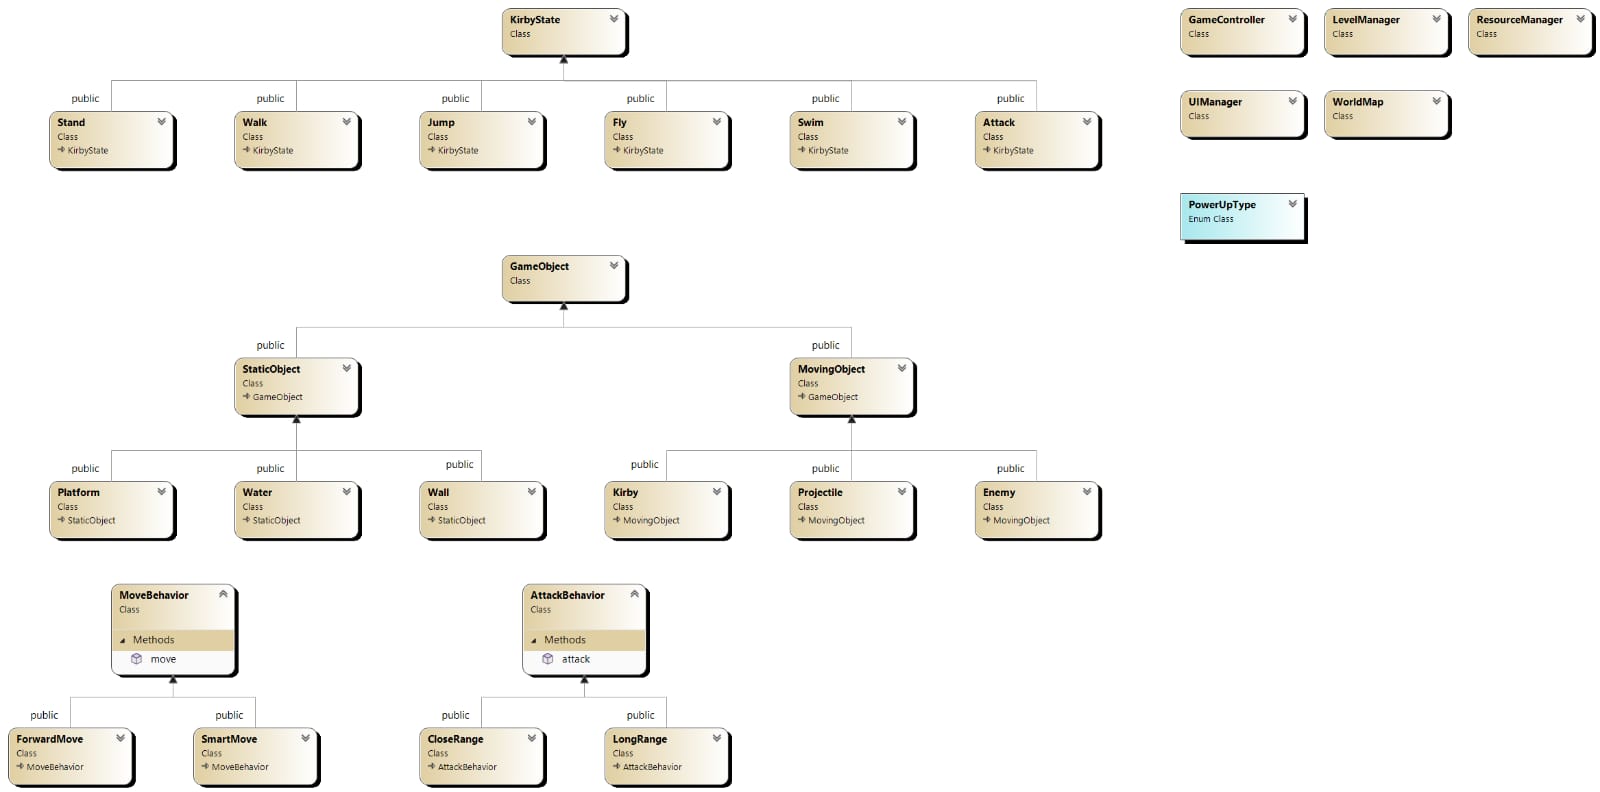 KirbyState
Class
GameController
Class
LevelManager
Class
ResourceManager
Class
public
public
public
public
public
public
Stand
Class
KirbyState
Walk
Class
KirbyState
Jump
Class
KirbyState
Fly
Class
KirbyState
Swim
Class
KirbyState
Attack
Class
KirbyState
UIManager
Class
WorldMap
Class
PowerUpType
Enum Class
GameObject
Class
public
public
StaticObject
Class
GameObject
MovingObject
Class
GameObject
public
public
public
public
public
public
Platform
Class
StaticObject
Water
Class
StaticObject
Wall
Class
StaticObject
Kirby
Class
MovingObject
Projectile
Class
MovingObject
Enemy
Class
MovingObject
MoveBehavior
Class
Methods
move
AttackBehavior
Class
Methods
attack
public
public
public
public
ForwardMove
Class
MoveBehavior
SmartMove
Class
MoveBehavior
CloseRange
Class
AttackBehavior
LongRange
Class
AttackBehavior